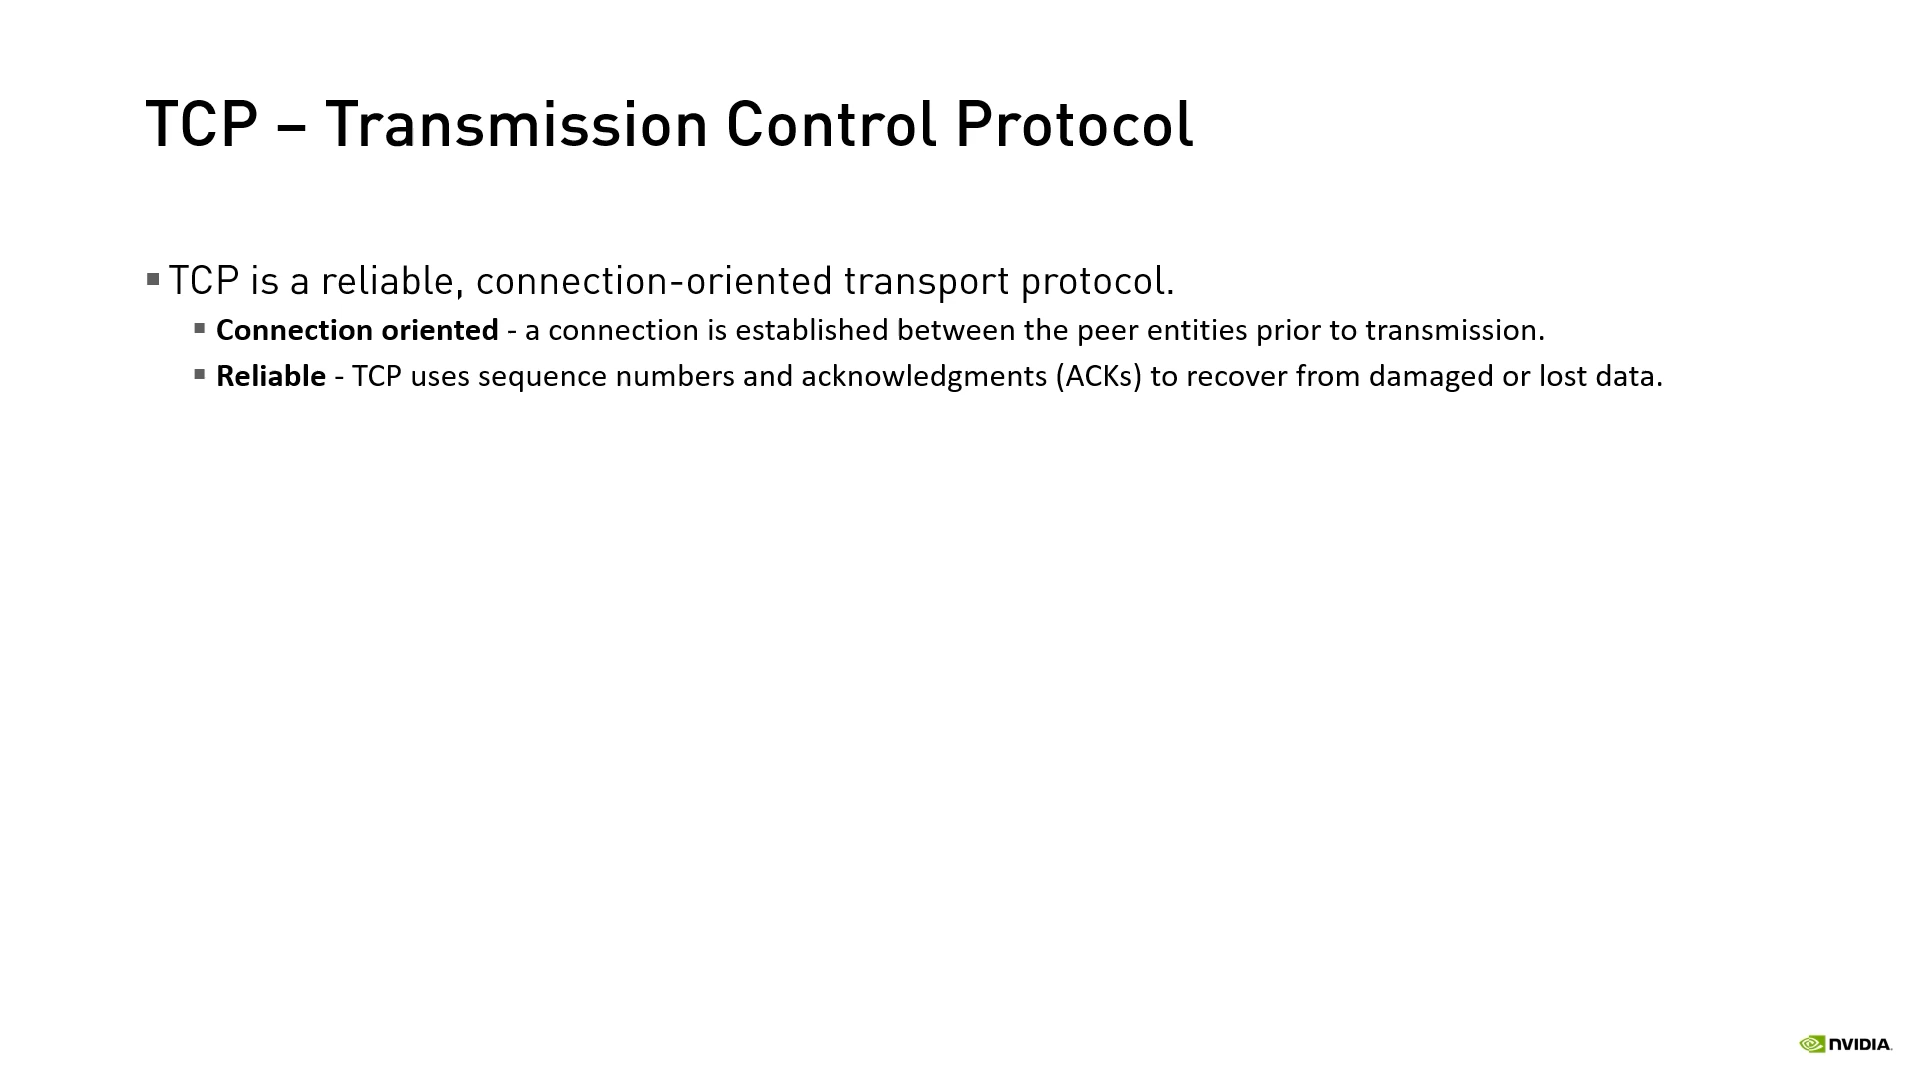 TCP – Transmission Control Protocol
▪ TCP is a reliable, connection-oriented transport protocol.
▪ Connection oriented - a connection is established between the peer entities prior to transmission.
▪ Reliable - TCP uses sequence numbers and acknowledgments (ACKs) to recover from damaged or lost data.
NVIDIA.